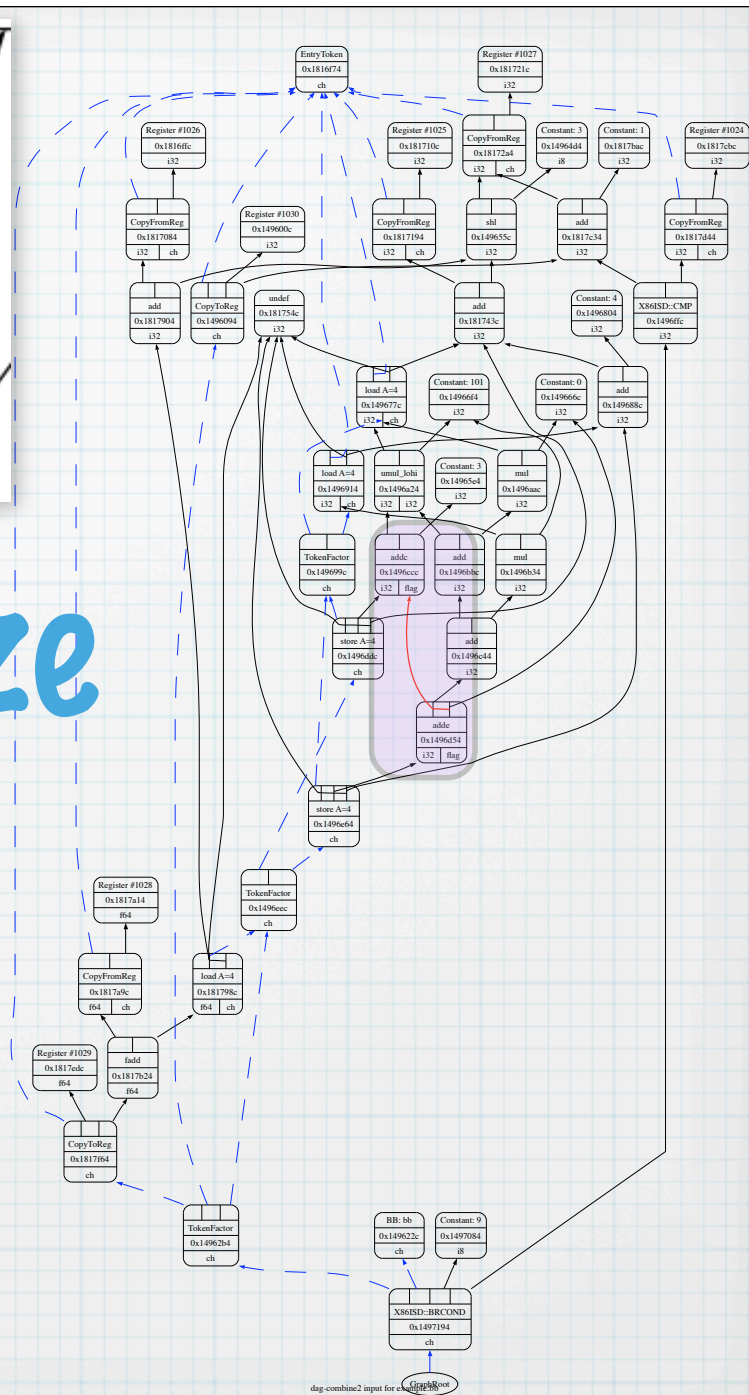 EntryToken
0x1816f74
ch
Register #1027
0x181721c
i32
Register #1026
0x1816ffc
i32
Register #1025
0x181710c
i32
CopyFromReg
0x18172a4
i32 ch
Constant: 3
0x14964d4
i8
Constant: 1
0x1817bac
i32
Register #1024
0x1817cbc
i32
CopyFromReg
0x1817084
i32 ch
Register #1030
0x149600c
i32
CopyFromReg
0x1817194
i32 ch
shl
0x149655c
i32
add
0x1817c34
i32
CopyFromReg
0x1817d44
i32 ch
add
0x1817904
i32
CopyToReg
0x1496094
ch
undef
0x181754c
i32
add
0x181743c
i32
Constant: 4
0x1496804
i32
X86ISD::CMP
0x1496ffc
i32
load A=4
0x149677c
i32 ch
Constant: 101
0x14966f4
i32
Constant: 0
0x149666c
i32
add
0x149688c
i32
load A=4
0x1496914
i32 ch
umul_lohi
0x1496a24
i32 i32
Constant: 3
0x14965e4
i32
mul
0x1496aac
i32
TokenFactor
0x149699c
ch
addc
0x1496ccc
i32 flag
add
0x1496bbc
i32
mul
0x1496b34
i32
ze
store A=4
0x1496ddc
ch
add
0x1496c44
i32
adde
0x1496d54
i32 flag
store A=4
0x1496e64
ch
Register #1028
0x1817a14
f64
TokenFactor
0x1496eec
ch
CopyFromReg
0x1817a9c
f64 ch
load A=4
0x181798c
f64 ch
Register #1029
0x1817edc
f64
fadd
0x1817b24
f64
CopyToReg
0x1817f64
ch
TokenFactor
0x14962b4
ch
BB: bb
0x149622c
ch
Constant: 9
0x1497084
i8
X86ISD::BRCOND
0x1497194
ch
GraphRoot
dag-combine2 input for example:bb